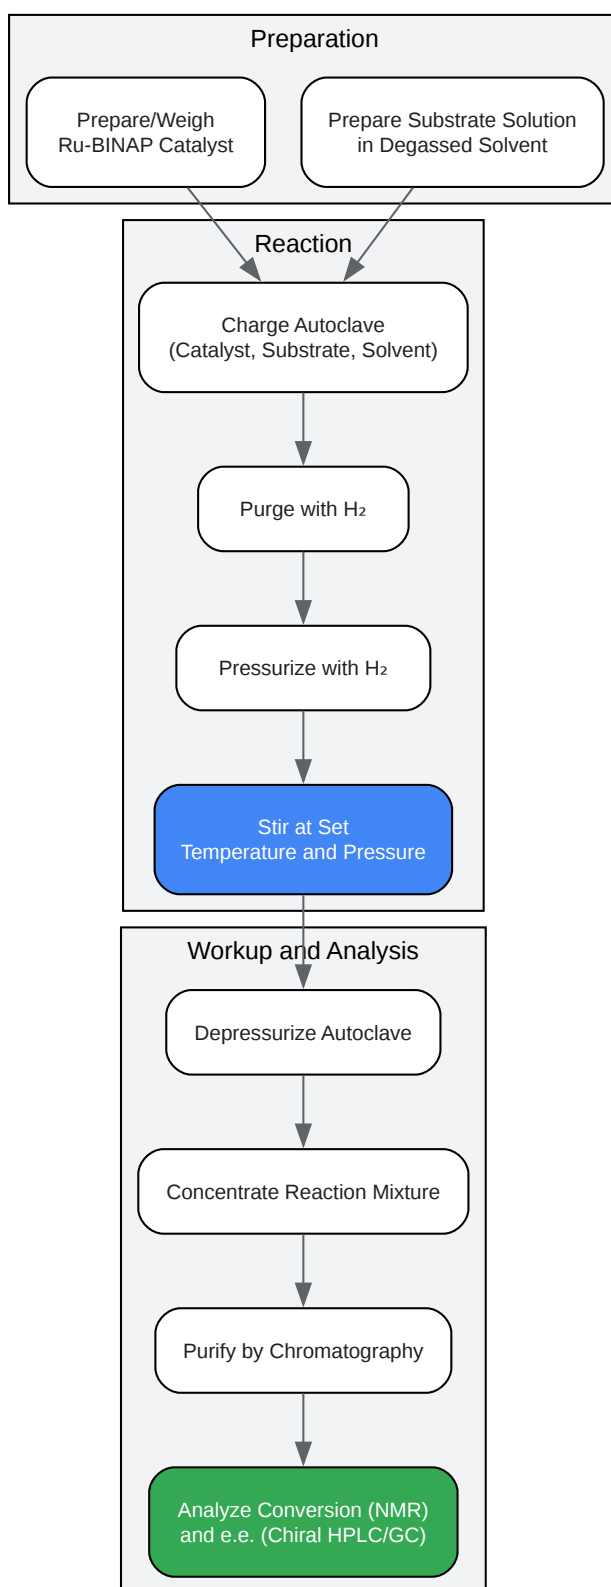 Preparation
Prepare/Weigh
Ru-BINAP Catalyst
Prepare Substrate Solution
in Degassed Solvent
Reaction
Charge Autoclave
(Catalyst, Substrate, Solvent)
Purge with H₂
Pressurize with H₂
Stir at Set
Temperature and Pressure
Workup and Analysis
Depressurize Autoclave
Concentrate Reaction Mixture
Purify by Chromatography
Analyze Conversion (NMR)
and e.e. (Chiral HPLC/GC)